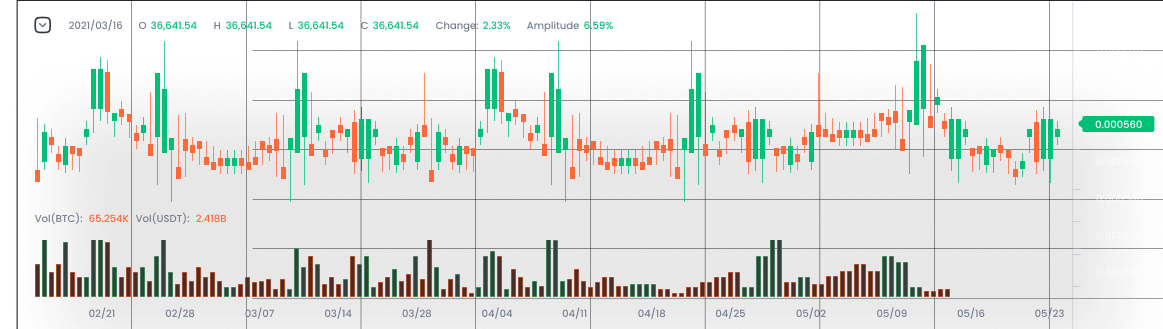 2021/03/16 O 36,641.54 H 36,641.54 L 36,641.54 C 36,641.54 Change: 2.33% Amplitude 6.59%
0.000560
Vol(BTC): 65.254K Vol(USDT): 2.418B
02/21 02/28 03/07 03/14 03/28 04/04 04/11 04/18 04/25 05/02 05/09 05/16 05/23